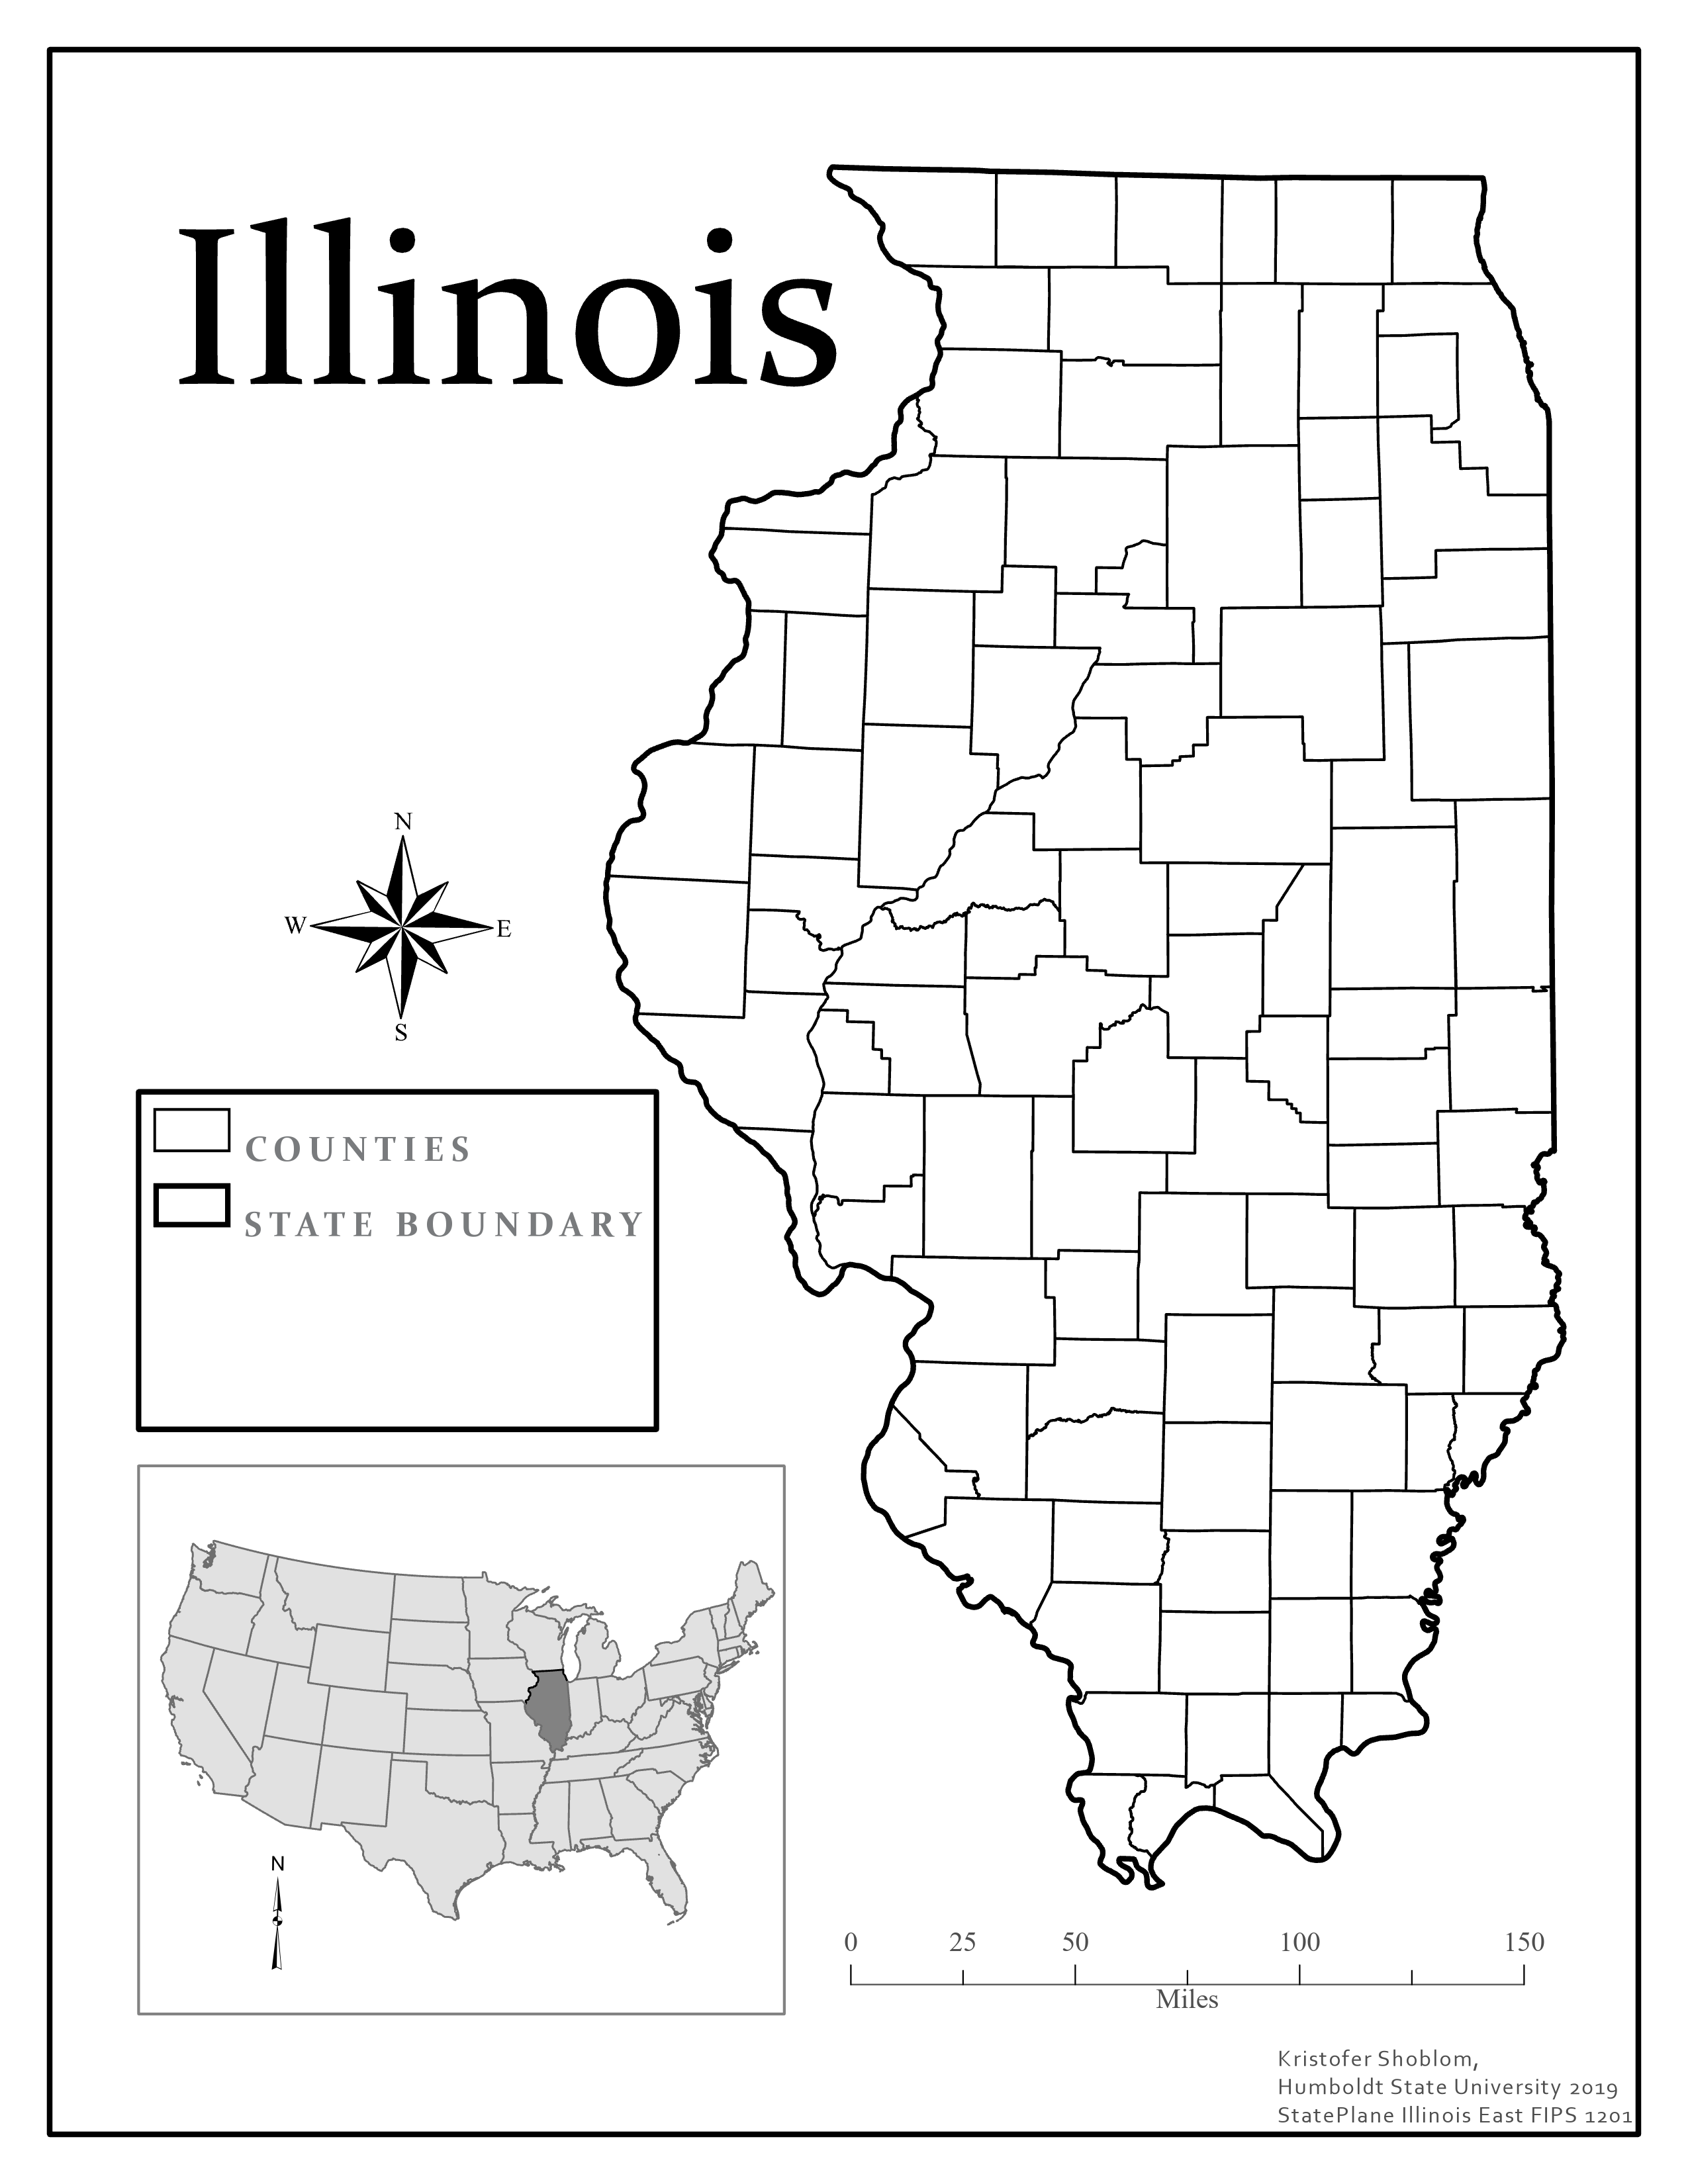 Illinois
N
W
E
S
COUNTIES
STATE BOUNDARY
N
0 25 50 100 150
Miles
Kristofer Shoblom,
Humboldt State University 2019
StatePlane Illinois East FIPS 1201